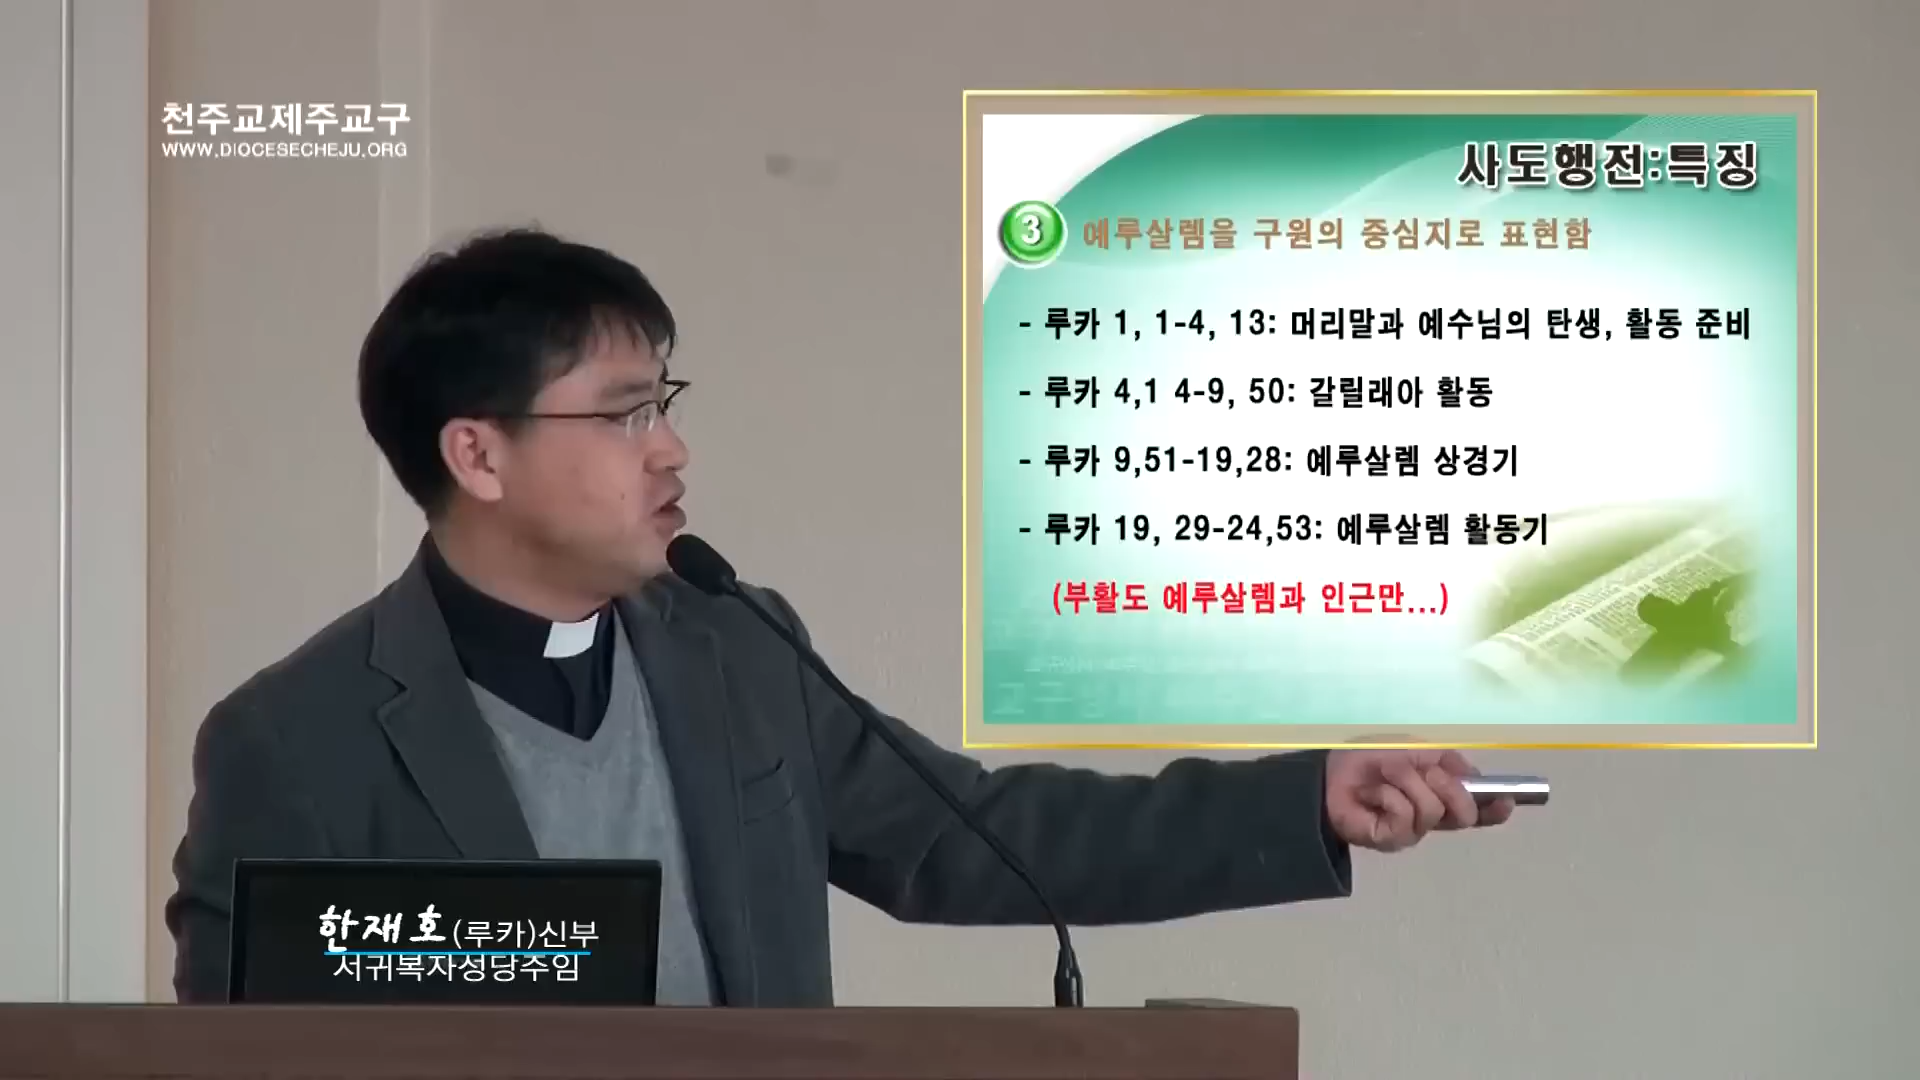 천주교제주교구
WWW.DIOCESECHEJU.ORG
사도행전:특징
3 예루살렘을 구원의 중심지로 표현함
- 루카 1, 1-4, 13: 머리말과 예수님의 탄생, 활동 준비
- 루카 4,1 4-9, 50: 갈릴래아 활동
- 루카 9,51-19,28: 예루살렘 상경기
- 루카 19, 29-24,53: 예루살렘 활동기
(부활도 예루살렘과 인근만...)
한재호(루카)신부
서귀복자성당주임